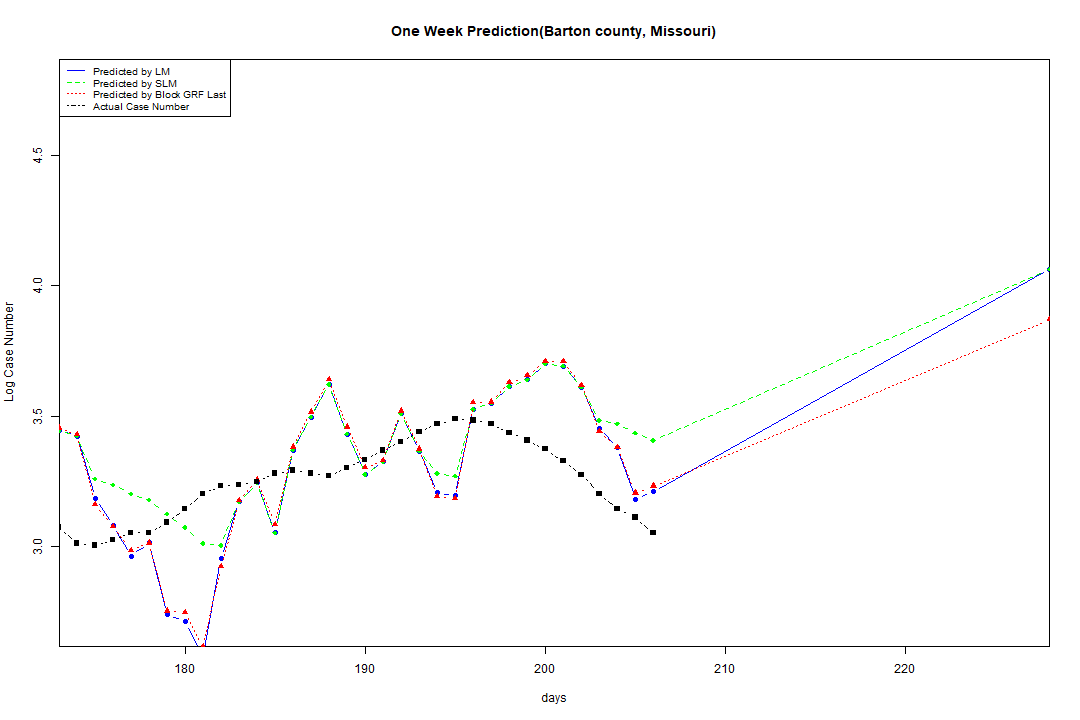 One Week Prediction(Barton county, Missouri)
Predicted by LM
Predicted by SLM
Predicted by Block GRF Last
Actual Case Number
4.5
4.0
3.5
3.0
Log Case Number
180 190 200 210 220
days